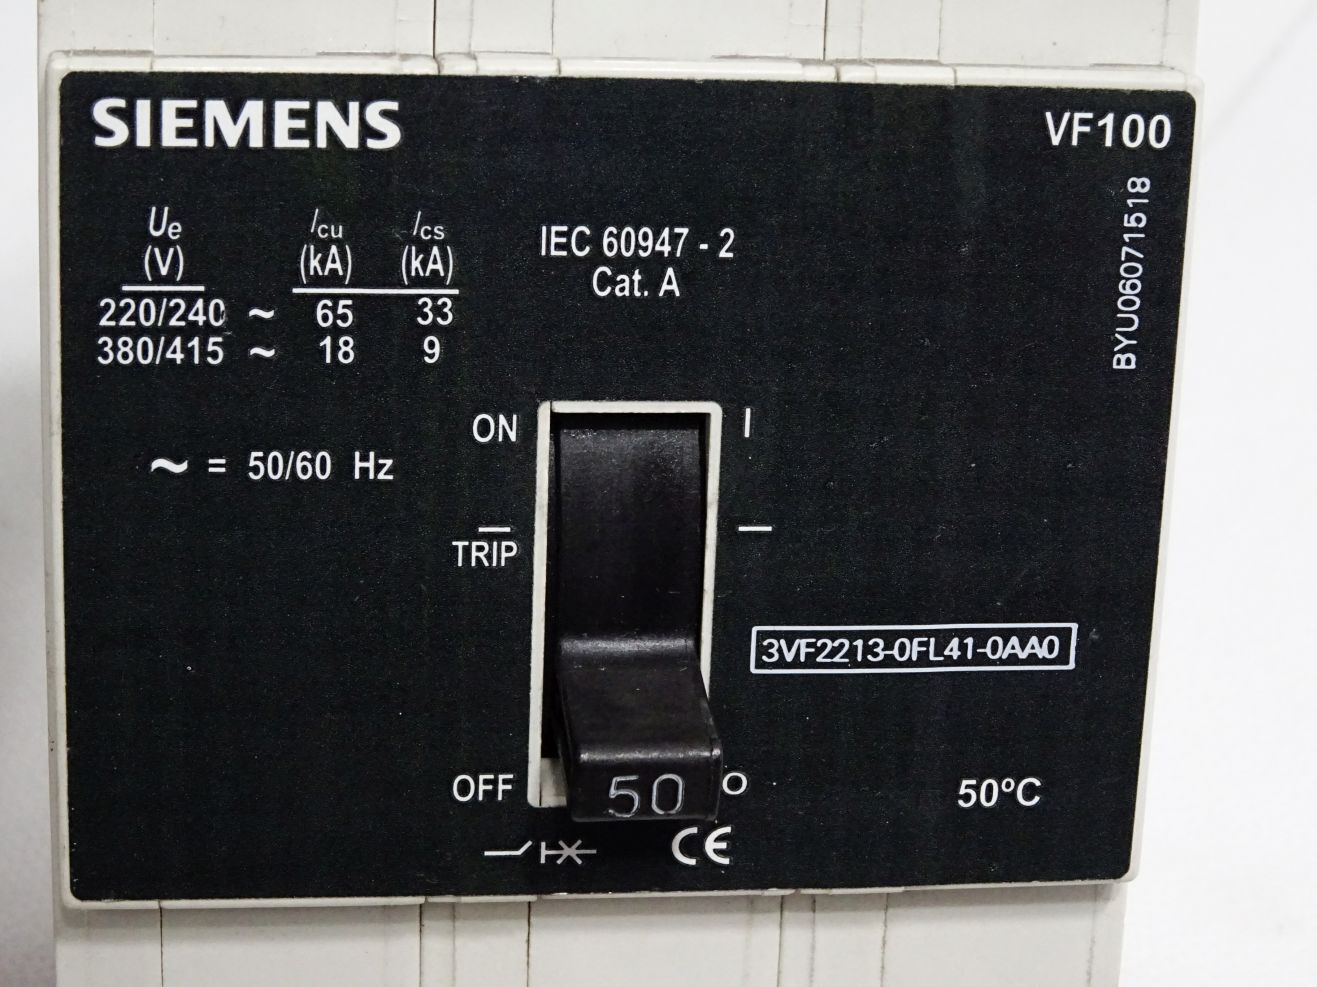 SIEMENS
VF100
BYU06071518
Ue Icu Ics
(V) (kA) (kA)
220/240 ~ 65 33
380/415 ~ 18 9
IEC 60947 - 2
Cat. A
~ = 50/60 Hz
ON I
TRIP
3VF2213-0FL41-0AA0
OFF 50 O
50ºC
CE